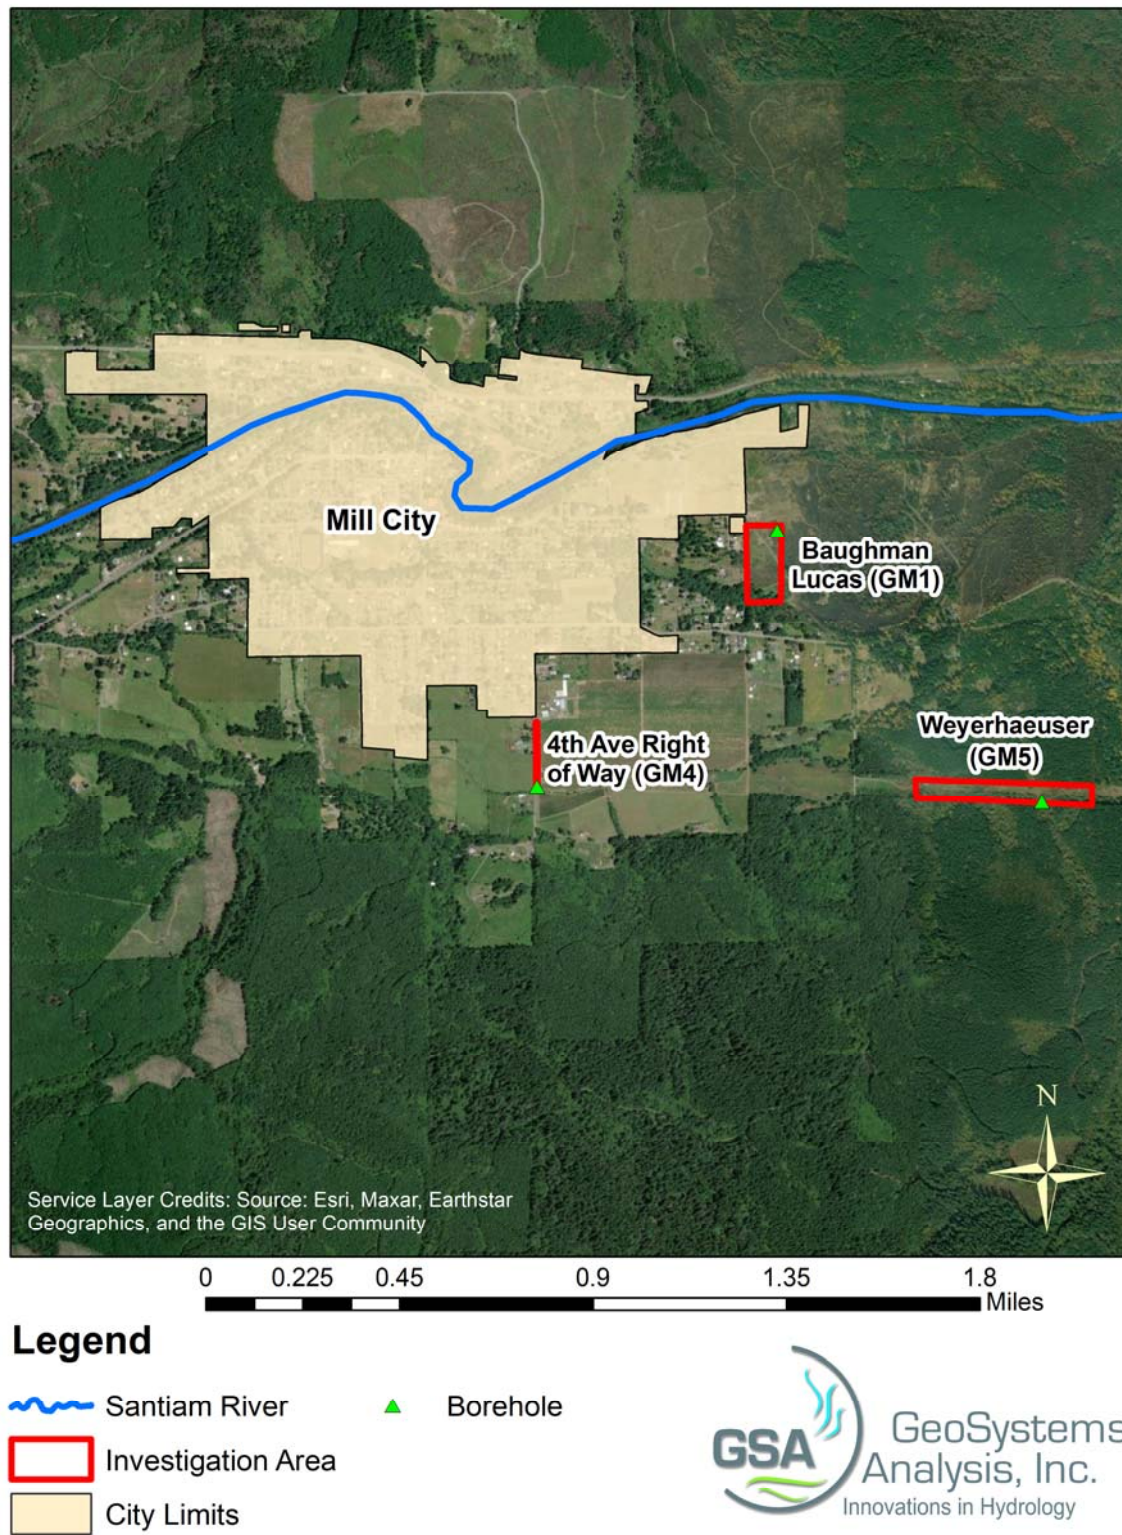 Mill City
Baughman
Lucas (GM1)
Weyerhaeuser
(GM5)
4th Ave Right
of Way (GM4)
N
Service Layer Credits: Source: Esri, Maxar, Earthstar
Geographics, and the GIS User Community
0 0.225 0.45 0.9 1.35 1.8
Miles
Legend
Santiam River
Borehole
Investigation Area
City Limits
GSA
GeoSystems
Analysis, Inc.
Innovations in Hydrology